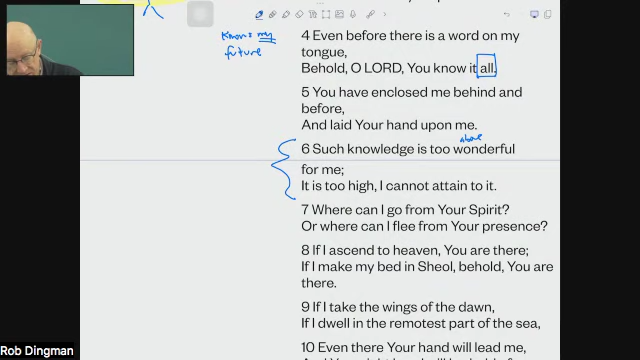 Knows my
future
4 Even before there is a word on my
tongue,
Behold, O LORD, You know it all.
5 You have enclosed me behind and
before,
And laid Your hand upon me.
above
6 Such knowledge is too wonderful
for me;
It is too high, I cannot attain to it.
7 Where can I go from Your Spirit?
Or where can I flee from Your presence?
8 If I ascend to heaven, You are there;
If I make my bed in Sheol, behold, You are
there.
9 If I take the wings of the dawn,
If I dwell in the remotest part of the sea,
10 Even there Your hand will lead me,
Rob Dingman